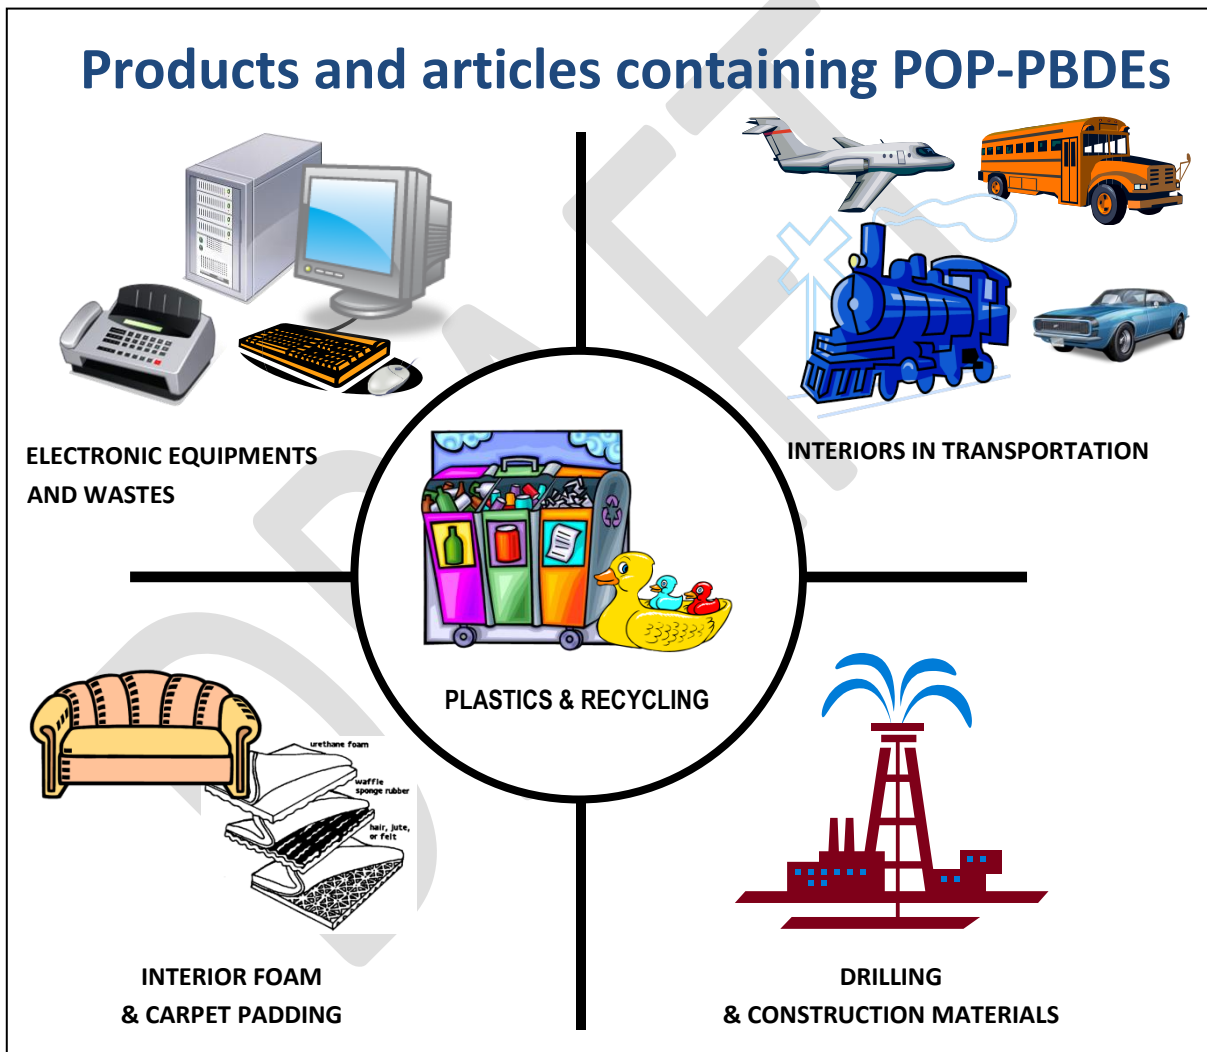 Products and articles containing POP-PBDEs
ELECTRONIC EQUIPMENTS
AND WASTES
INTERIORS IN TRANSPORTATION
PLASTICS & RECYCLING
urethane foam
waffle
sponge rubber
hair, jute,
or felt
INTERIOR FOAM
& CARPET PADDING
DRILLING
& CONSTRUCTION MATERIALS
DRAFT